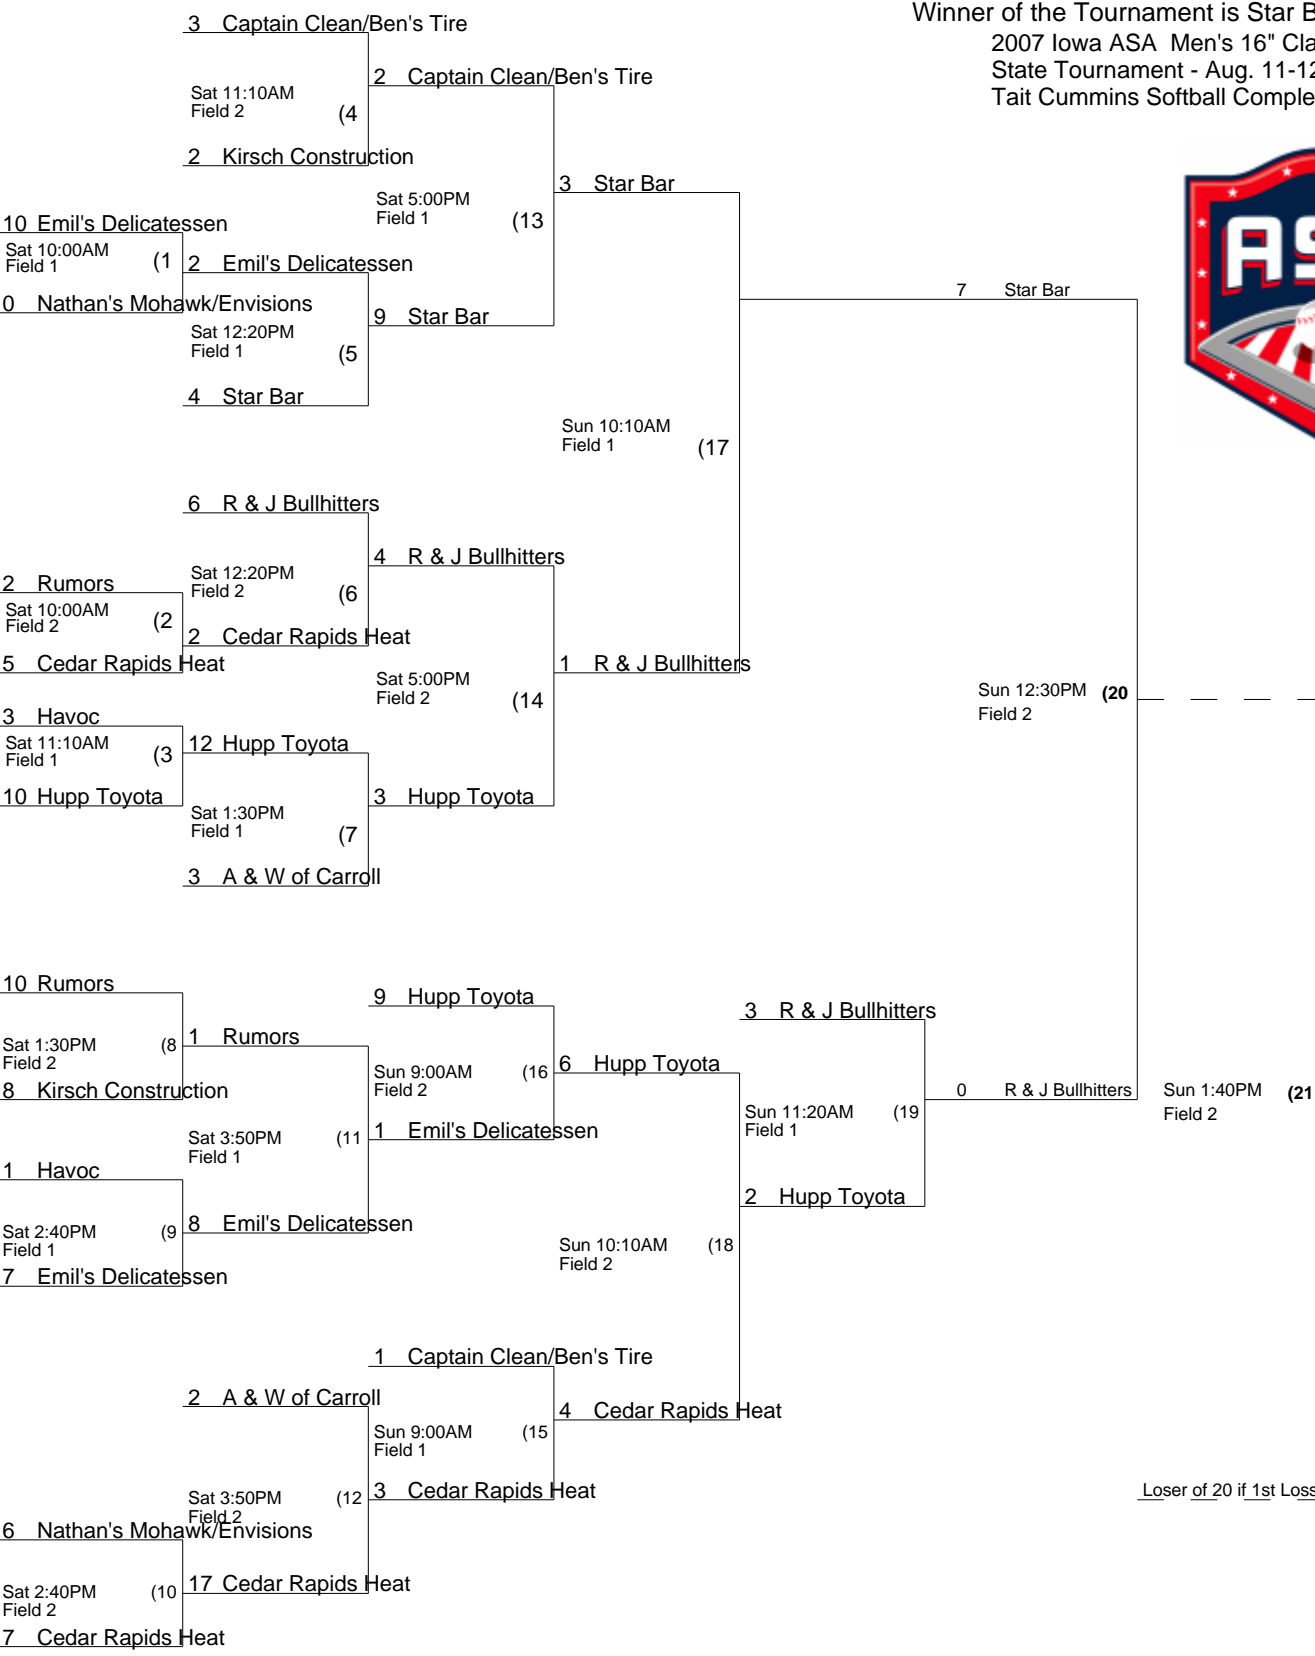 Winner of the Tournament is Star B
2007 Iowa ASA Men's 16" Cla
State Tournament - Aug. 11-12
Tait Cummins Softball Comple
3 Captain Clean/Ben's Tire
Sat 11:10AM
Field 2 (4
2 Kirsch Construction
2 Captain Clean/Ben's Tire
Sat 5:00PM
Field 1 (13
3 Star Bar
10 Emil's Delicatessen
Sat 10:00AM
Field 1 (1
0 Nathan's Mohawk/Envisions
2 Emil's Delicatessen
Sat 12:20PM
Field 1 (5
4 Star Bar
9 Star Bar
7 Star Bar
Sun 10:10AM
Field 1 (17
6 R & J Bullhitters
Sat 12:20PM
Field 2 (6
4 R & J Bullhitters
2 Rumors
Sat 10:00AM
Field 2 (2
5 Cedar Rapids Heat
2 Cedar Rapids Heat
Sat 5:00PM
Field 2 (14
1 R & J Bullhitters
Sun 12:30PM (20
Field 2
3 Havoc
Sat 11:10AM
Field 1 (3
10 Hupp Toyota
12 Hupp Toyota
Sat 1:30PM
Field 1 (7
3 A & W of Carroll
3 Hupp Toyota
10 Rumors
Sat 1:30PM (8
Field 2
8 Kirsch Construction
1 Rumors
Sat 3:50PM (11
Field 1
1 Havoc
Sat 2:40PM (9
Field 1
7 Emil's Delicatessen
8 Emil's Delicatessen
9 Hupp Toyota
Sun 9:00AM (16
Field 2
1 Emil's Delicatessen
6 Hupp Toyota
Sun 10:10AM (18
Field 2
3 R & J Bullhitters
Sun 11:20AM (19
Field 1
2 Hupp Toyota
0 R & J Bullhitters
Sun 1:40PM (21
Field 2
1 Captain Clean/Ben's Tire
2 A & W of Carroll
Sun 9:00AM (15
Field 1
4 Cedar Rapids Heat
Sat 3:50PM (12
Field 2
3 Cedar Rapids Heat
6 Nathan's Mohawk/Envisions
Sat 2:40PM (10
Field 2
7 Cedar Rapids Heat
17 Cedar Rapids Heat
Loser of 20 if 1st Loss